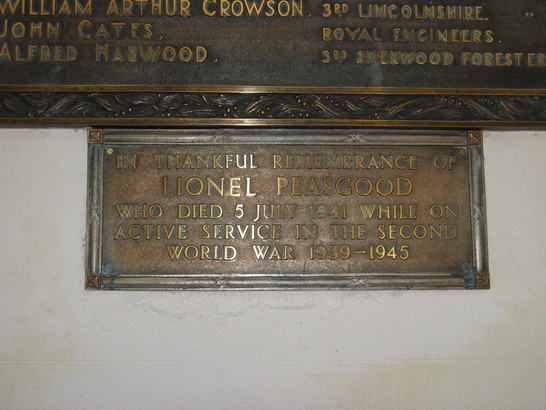 WILLIAM ARTHUR CROWSON. 3RD LINCOLNSHIRE. "
JOHN CATES. ROYAL ENGINEERS.
ALFRED HARWOOD. 3RD SHERWOOD FORESTER
IN THANKFUL REMEMBRANCE OF
LIONEL PEASGOOD
WHO DIED 5 JULY 1941 WHILE ON
ACTIVE SERVICE IN THE SECOND
WORLD WAR 1939-1945